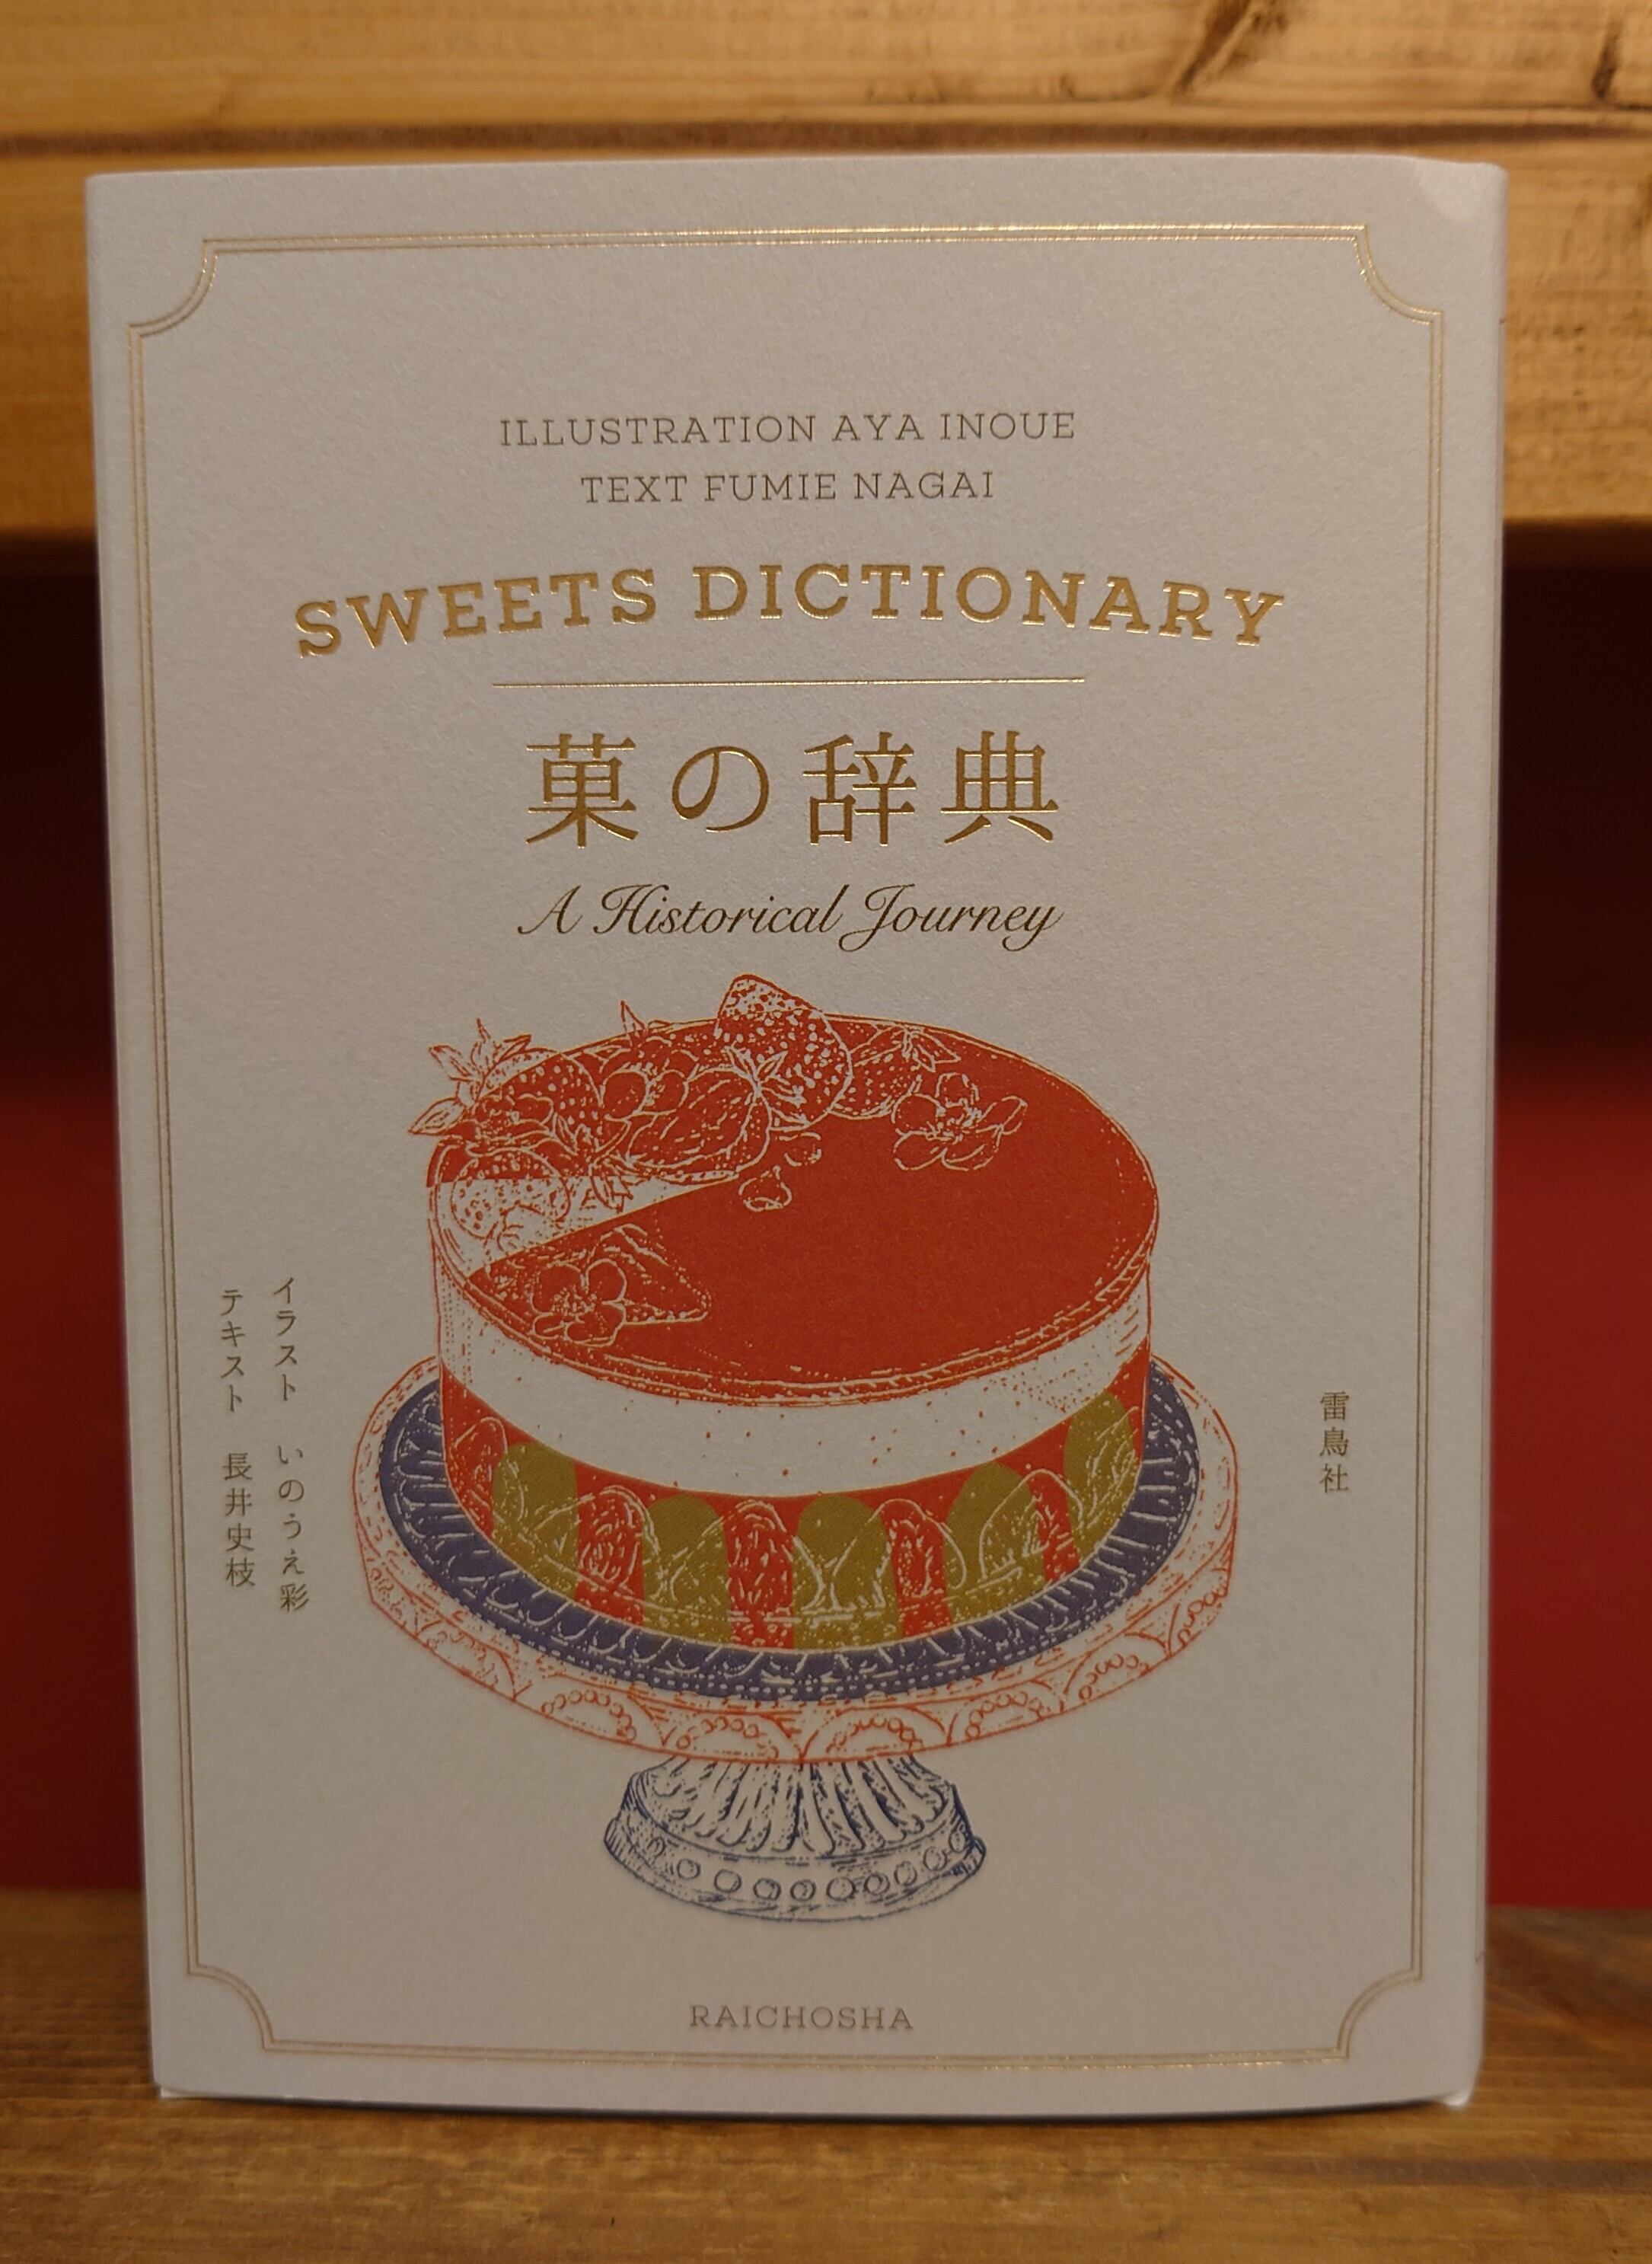 ILLUSTRATION AYA INOUE
TEXT FUMIE NAGAI
SWEETS DICTIONARY
菓の辞典
A Historical Journey
雷鳥社
イラスト いのうえ彩
テキスト 長井史枝
RAICHOSHA